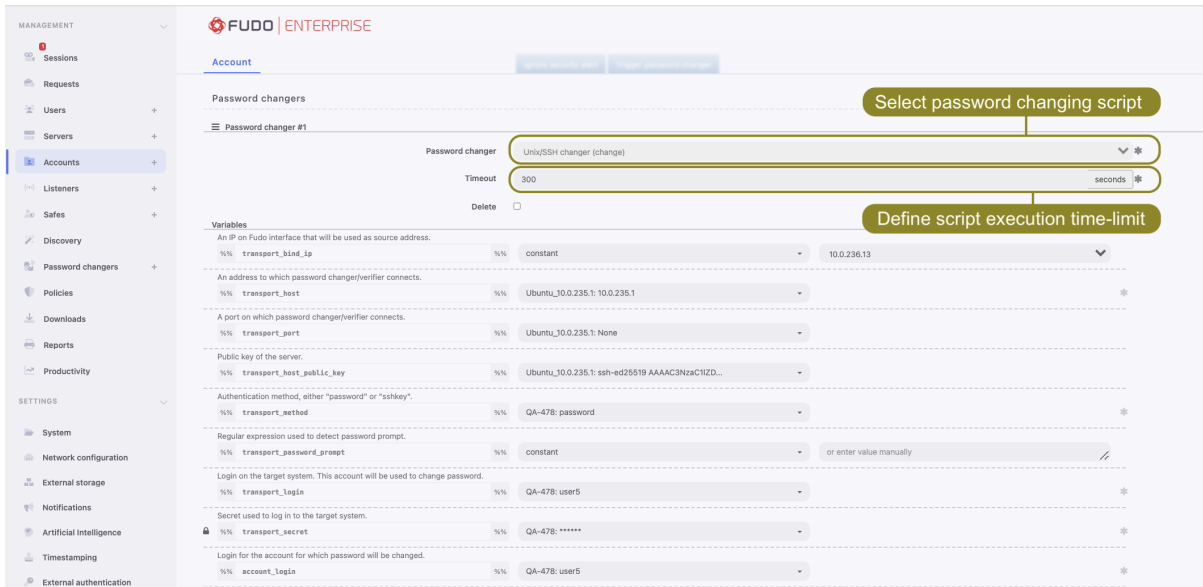 MANAGEMENT
1
Sessions
Requests
Users +
Servers +
Accounts +
Listeners +
Safes +
Discovery
Password changers +
Policies
Downloads
Reports
Productivity
SETTINGS
System
Network configuration
External storage
Notifications
Artificial Intelligence
Timestamping
External authentication
FUDO | ENTERPRISE
Account
Ignore security alert Trigger password change
Password changers
Select password changing script
Password changer #1
Password changer Unix/SSH changer (change) *
Timeout 300 seconds *
Delete
Define script execution time-limit
Variables
An IP on Fudo interface that will be used as source address.
%% transport_bind_ip %% constant 10.0.236.13
An address to which password changer/verifier connects.
%% transport_host %% Ubuntu_10.0.235.1: 10.0.235.1 *
A port on which password changer/verifier connects.
%% transport_port %% Ubuntu_10.0.235.1: None
Public key of the server.
%% transport_host_public_key %% Ubuntu_10.0.235.1: ssh-ed25519 AAAAC3NzaC1lZD...
Authentication method, either "password" or "sshkey".
%% transport_method %% QA-478: password *
Regular expression used to detect password prompt.
%% transport_password_prompt %% constant or enter value manually
Login on the target system. This account will be used to change password.
%% transport_login %% QA-478: user5 *
Secret used to log in to the target system.
%% transport_secret %% QA-478: ****** *
Login for the account for which password will be changed.
%% account_login %% QA-478: user5 *